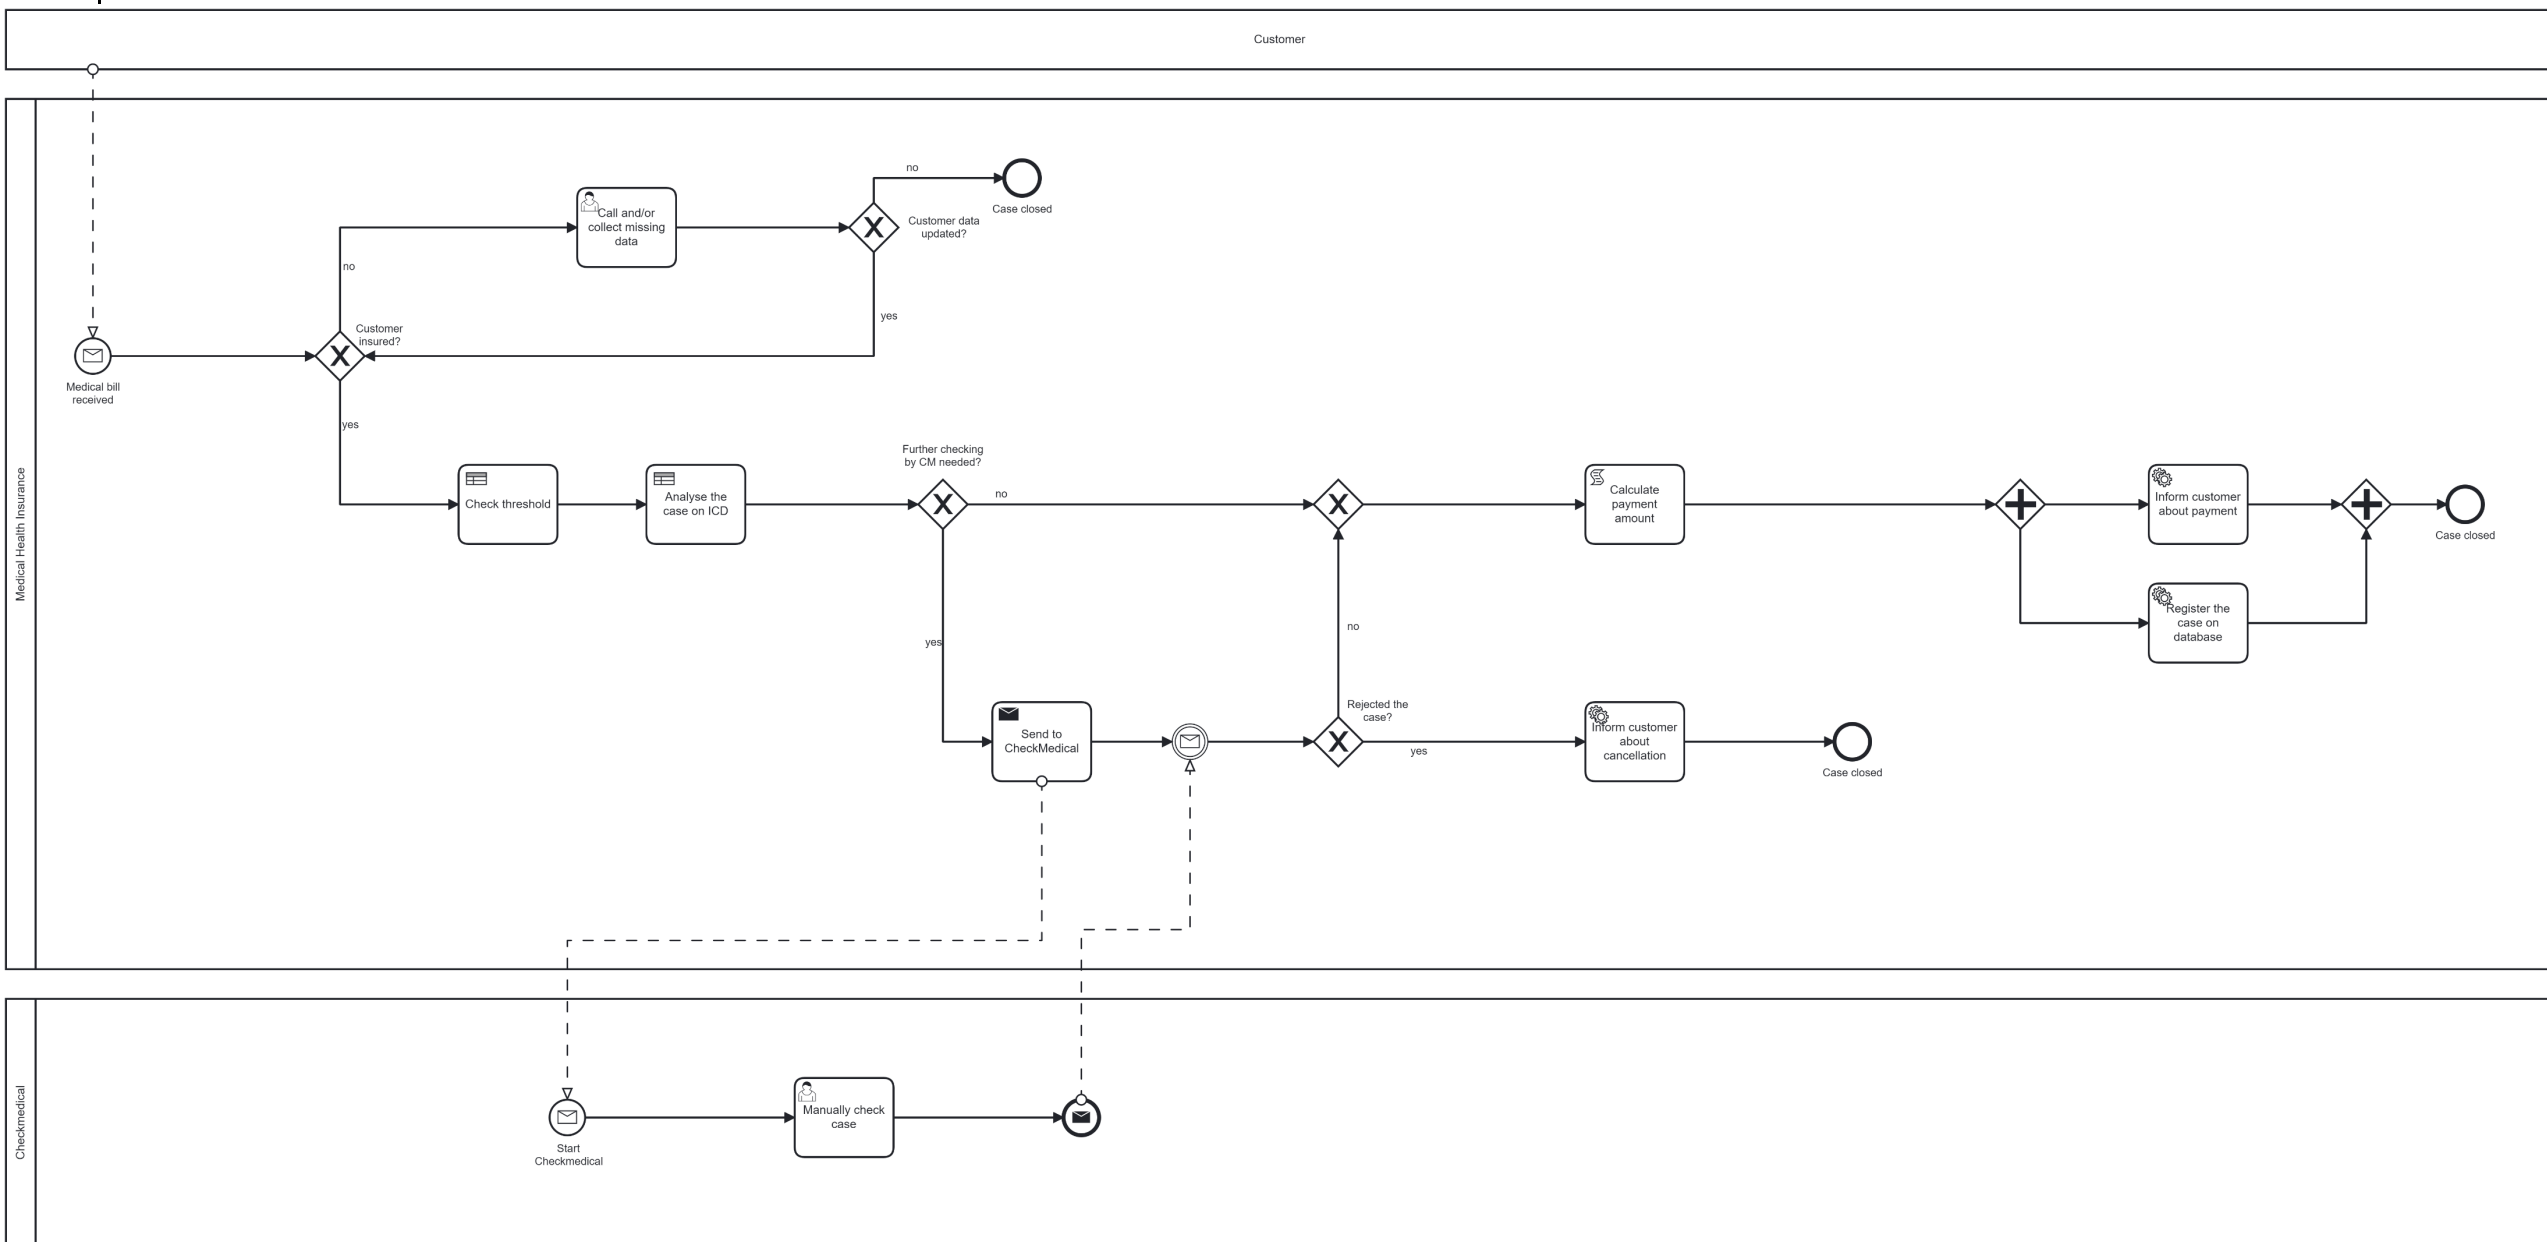 Customer
Medical Health Insurance
no
Case closed
Call and/or
collect missing
data
Customer data
updated?
no
yes
Customer
insured?
Medical bill
received
yes
Further checking
by CM needed?
Check threshold
Analyse the
case on ICD
no
Calculate
payment
amount
Inform customer
about payment
Case closed
Register the
case on
database
no
yes
Rejected the
case?
Send to
CheckMedical
yes
Inform customer
about
cancellation
Case closed
Checkmedical
Manually check
case
Start
Checkmedical